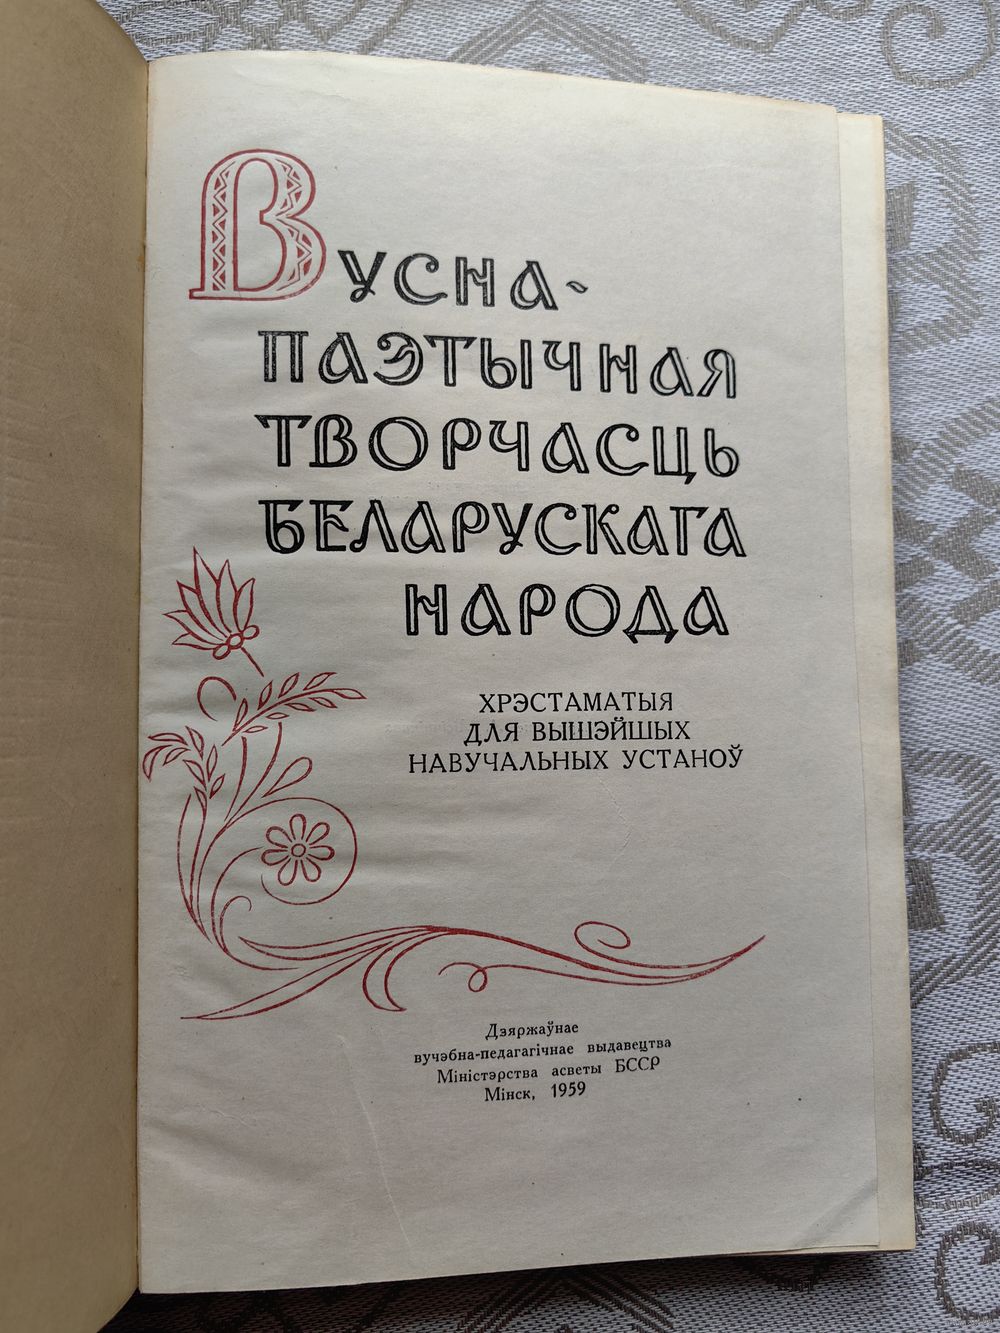 Вусна-
паэтычная
творчасць
беларускага
народа
ХРЭСТАМАТЫЯ
ДЛЯ ВЫШЭЙШЫХ
НАВУЧАЛЬНЫХ УСТАНОЎ
Дзяржаўнае
вучэбна-педагагічнае выдавецтва
Міністэрства асветы БССР
Мінск, 1959